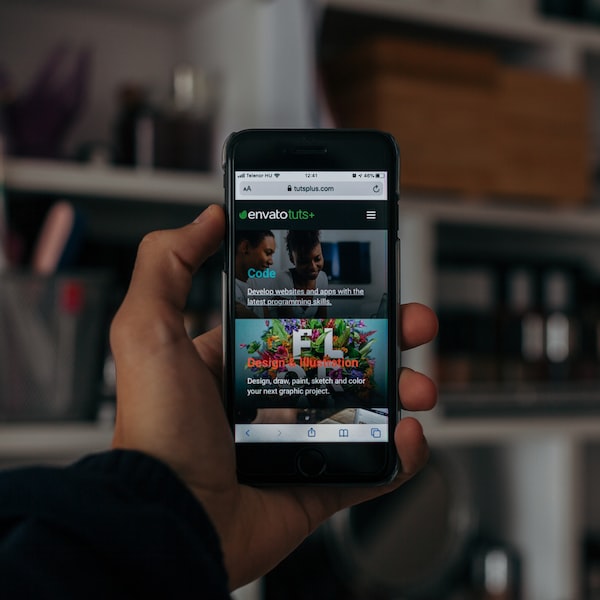 Telenor HU 12:41 46%
AA tutsplus.com
envatotuts+
Code
Develop websites and apps with the
latest programming skills.
FL
Design & Illustration
Design, draw, paint, sketch and color
your next graphic project.